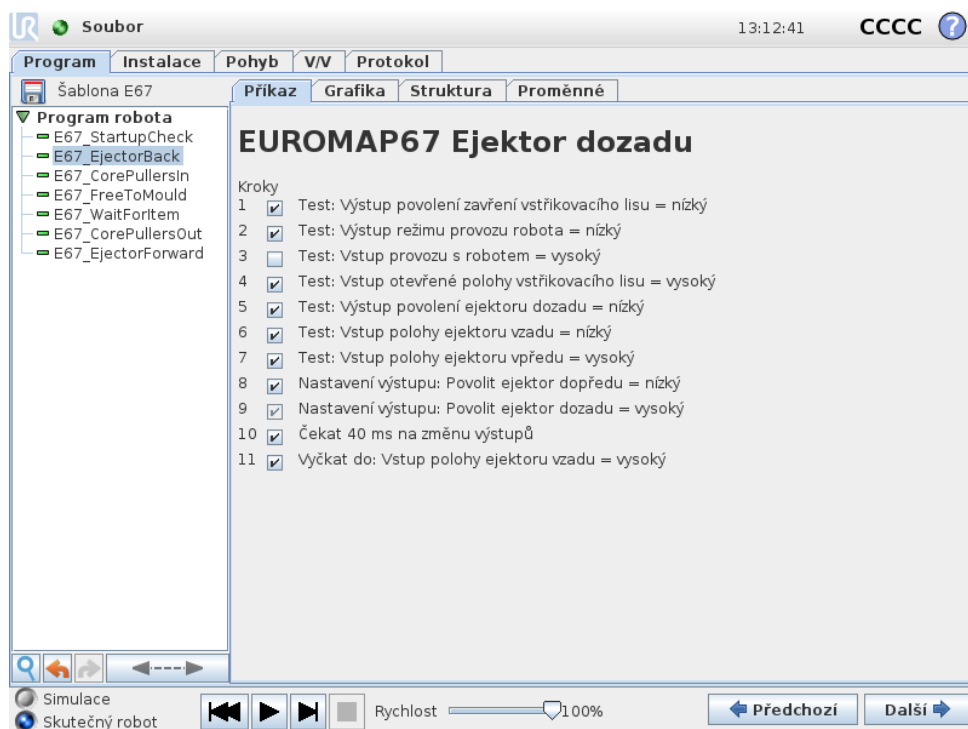 UR Soubor 13:12:41 CCCC ?
Program Instalace Pohyb V/V Protokol
Šablona E67
Příkaz Grafika Struktura Proměnné
Program robota
E67_StartupCheck
E67_EjectorBack
E67_CorePullersIn
E67_FreeToMould
E67_WaitForItem
E67_CorePullersOut
E67_EjectorForward
EUROMAP67 Ejektor dozadu
Kroky
1 Test: Výstup povolení zavření vstřikovacího lisu = nízký
2 Test: Výstup režimu provozu robota = nízký
3 Test: Vstup provozu s robotem = vysoký
4 Test: Vstup otevřené polohy vstřikovacího lisu = vysoký
5 Test: Výstup povolení ejektoru dozadu = nízký
6 Test: Vstup polohy ejektoru vzadu = nízký
7 Test: Vstup polohy ejektoru vpředu = vysoký
8 Nastavení výstupu: Povolit ejektor dopředu = nízký
9 Nastavení výstupu: Povolit ejektor dozadu = vysoký
10 Čekat 40 ms na změnu výstupů
11 Vyčkat do: Vstup polohy ejektoru vzadu = vysoký
Simulace
Skutečný robot
Rychlost 100%
Předchozí Další